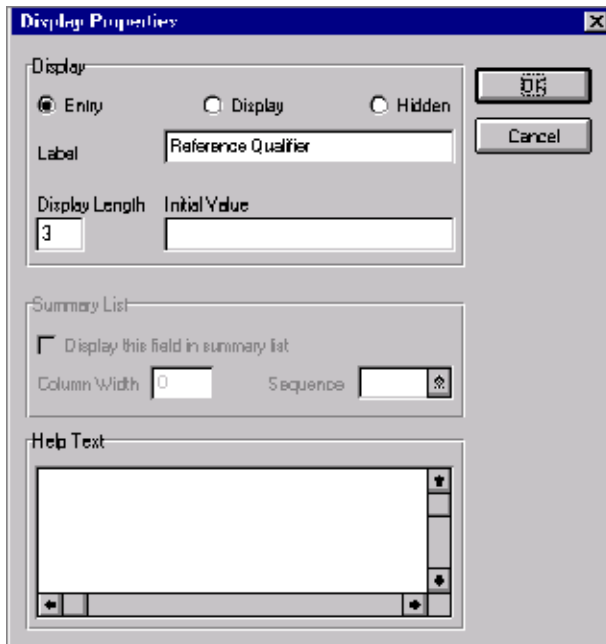 Display Properties
Display
Entry Display Hidden
Label Reference Qualifier
Display Length Initial Value
3
OK
Cancel
Summary List
Display this field in summary list
Column Width 0 Sequence
Help Text